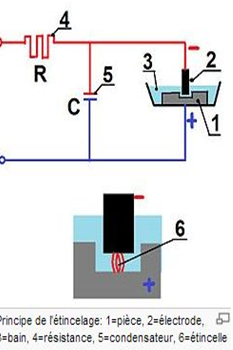 4
R
5
C
−
2
3
+
1
−
6
+
Principe de l'étincelage: 1=pièce, 2=électrode,
3=bain, 4=résistance, 5=condensateur, 6=étincelle